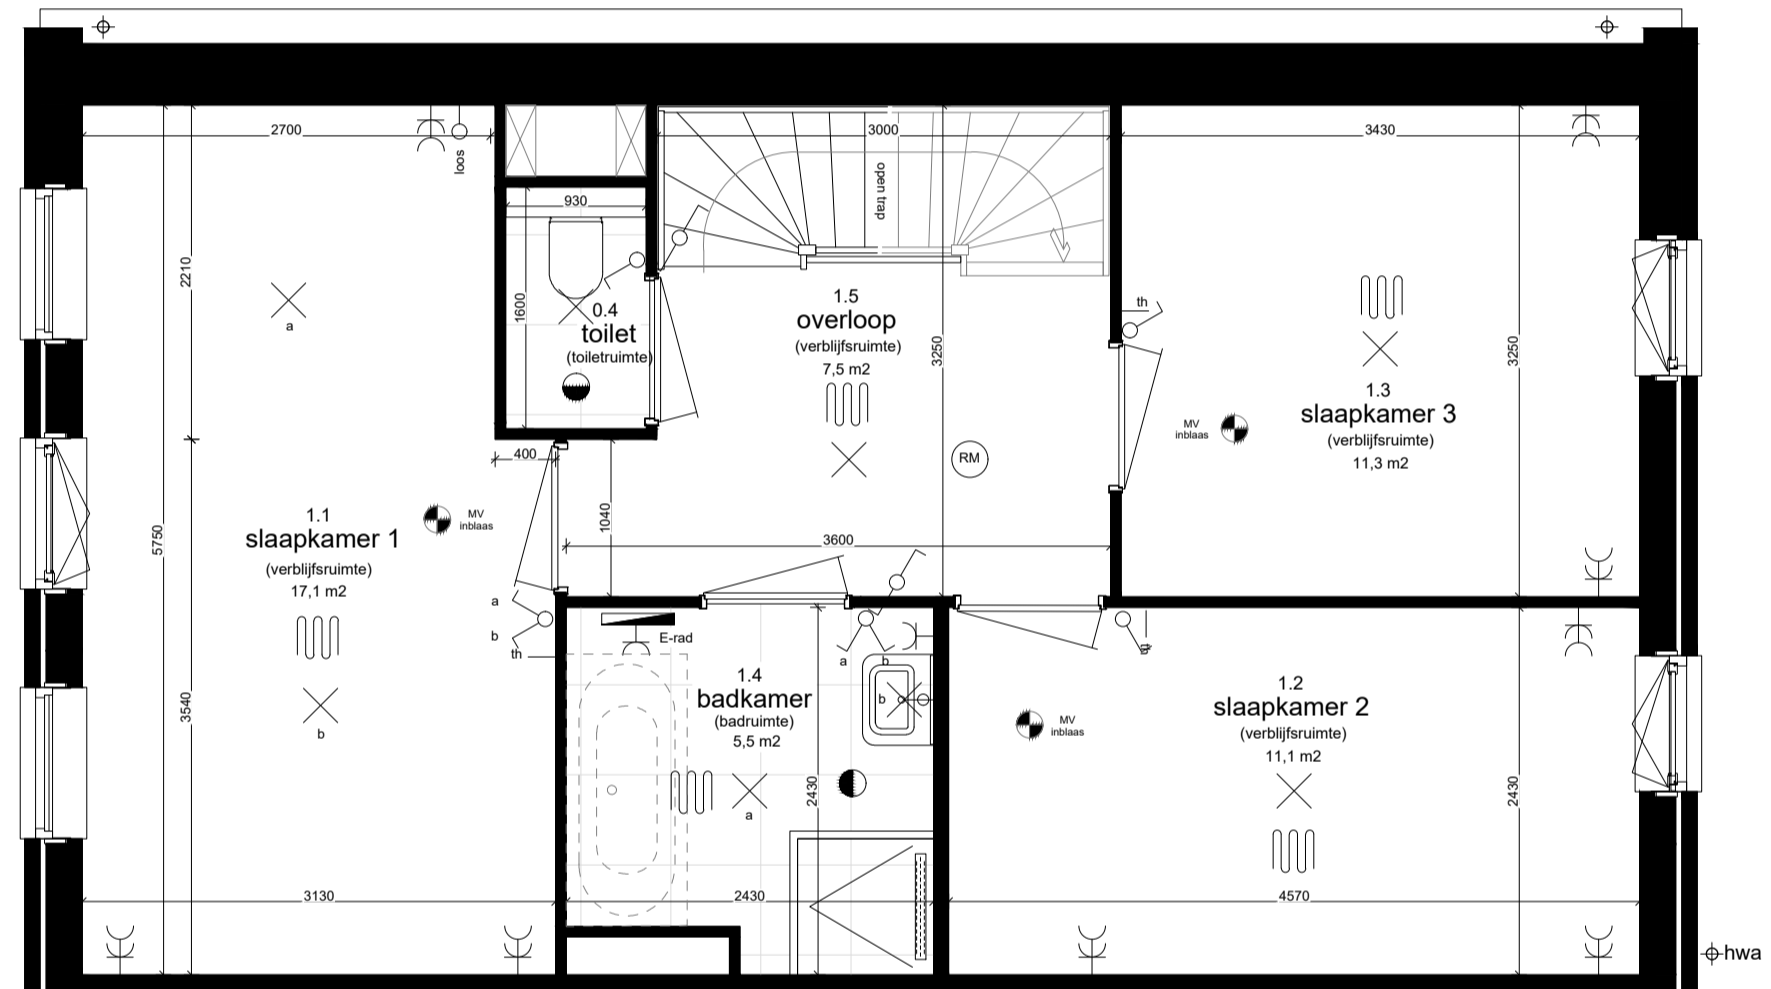 2700
loos
930
3000
open trap
3430
2210
1600
0.4
toilet
(toiletruimte)
1.5
overloop
(verblijfsruimte)
7,5 m2
3250
th
3250
a
1.3
slaapkamer 3
(verblijfsruimte)
11,3 m2
MV
inblaas
RM
400
1040
3600
5750
1.1
slaapkamer 1
(verblijfsruimte)
17,1 m2
MV
inblaas
a
b
th
E-rad
a
b
th
3540
b
1.4
badkamer
(badruimte)
5,5 m2
b
1.2
slaapkamer 2
(verblijfsruimte)
11,1 m2
MV
inblaas
a
2430
2430
3130
2430
4570
hwa